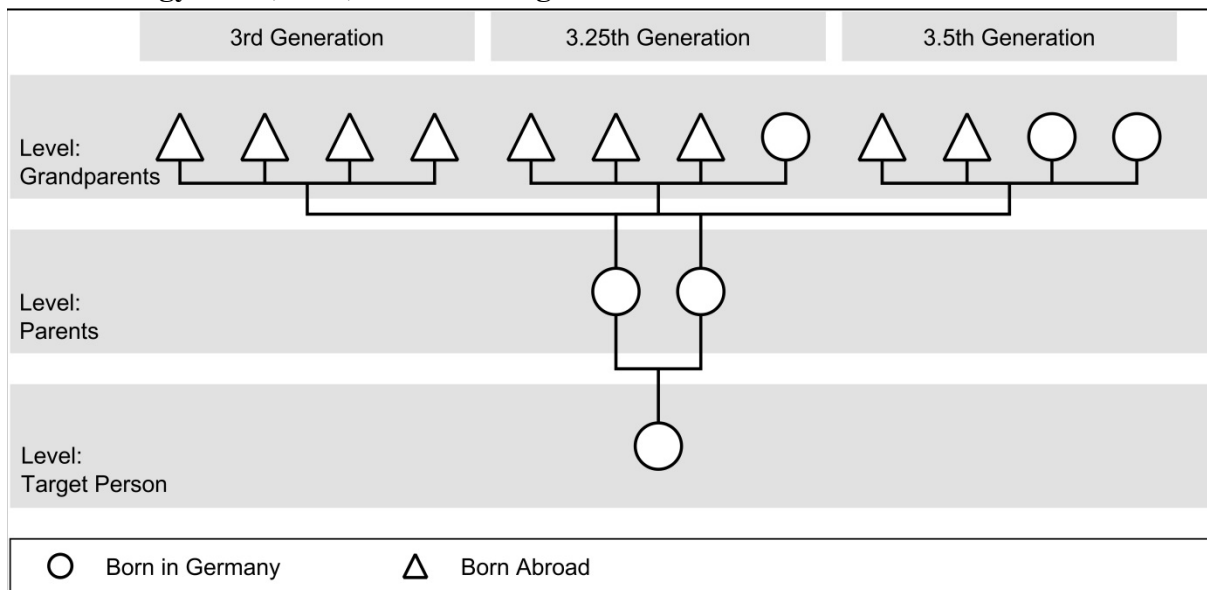 3rd Generation 3.25th Generation 3.5th Generation
Level:
Grandparents
Level:
Parents
Level:
Target Person
Born in Germany Born Abroad